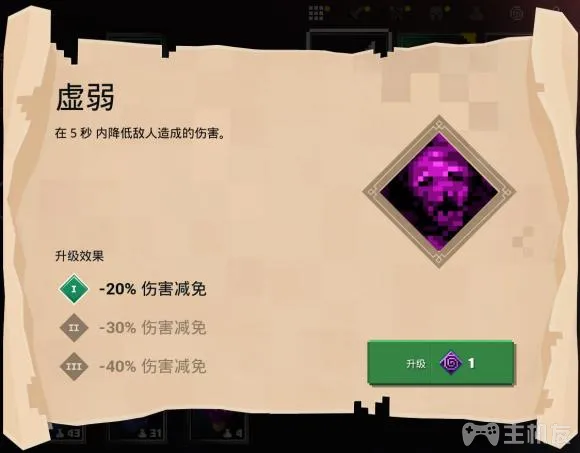 虚弱
在 5 秒 内降低敌人造成的伤害。
升级效果
I -20% 伤害减免
II -30% 伤害减免
III -40% 伤害减免
升级 1
43 31 4
主机友